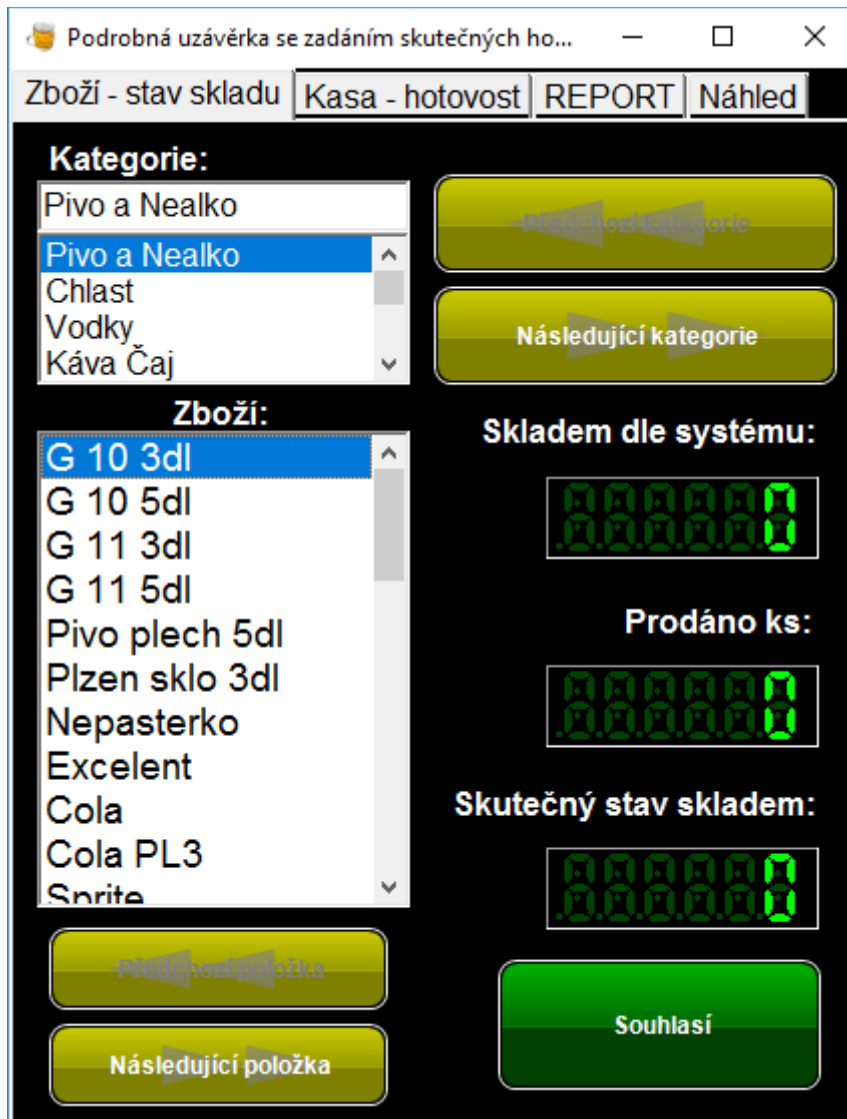 Podrobná uzávěrka se zadáním skutečných ho...
Zboží - stav skladu
Kasa - hotovost
REPORT
Náhled
Kategorie:
Pivo a Nealko
Předchozí kategorie
Pivo a Nealko
Chlast
Vodky
Káva Čaj
Následující kategorie
Zboží:
G 10 3dl
G 10 5dl
G 11 3dl
G 11 5dl
Pivo plech 5dl
Plzen sklo 3dl
Nepasterko
Excelent
Cola
Cola PL3
Sprite
Skladem dle systému:
0
Prodáno ks:
0
Skutečný stav skladem:
0
Předchozí položka
Následující položka
Souhlasí